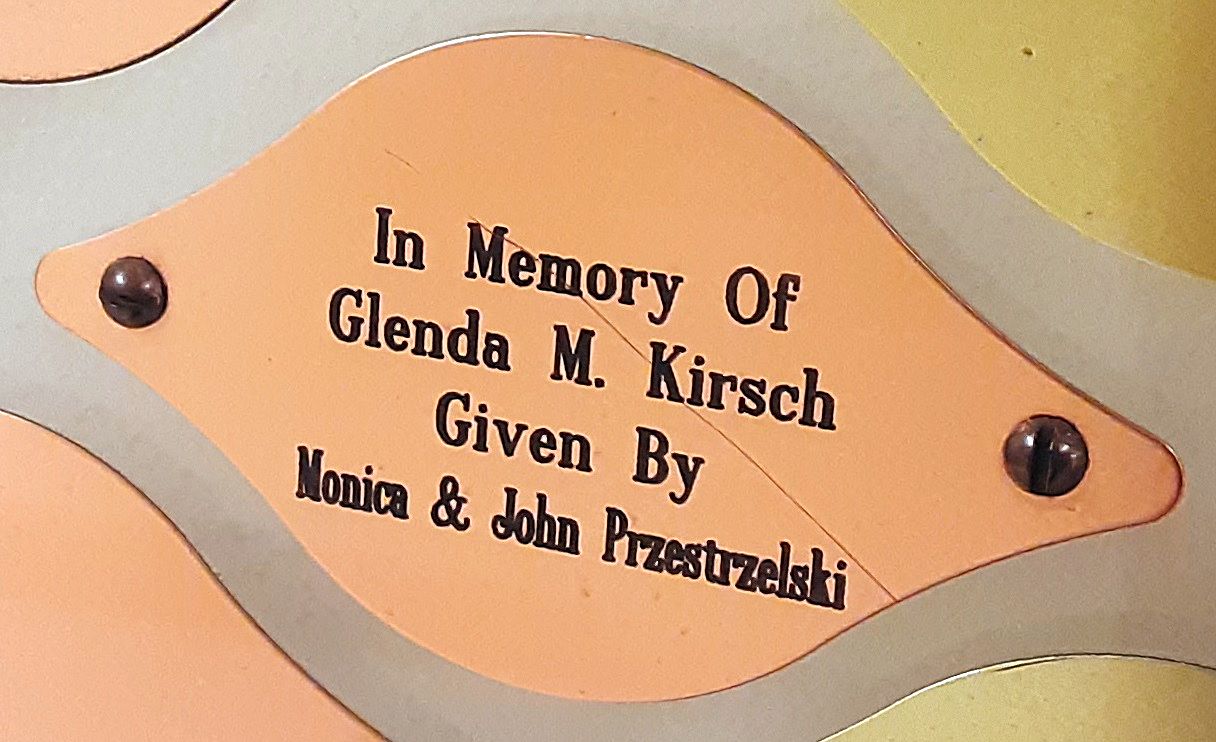 In Memory Of
Glenda M. Kirsch
Given By
Monica & John Przestrzelski